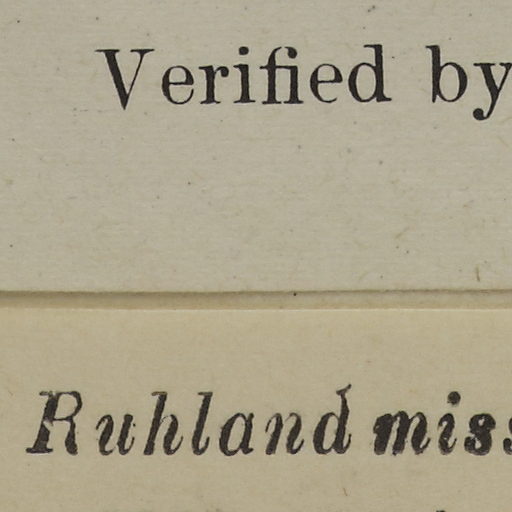 Verified by
Ruhland miss